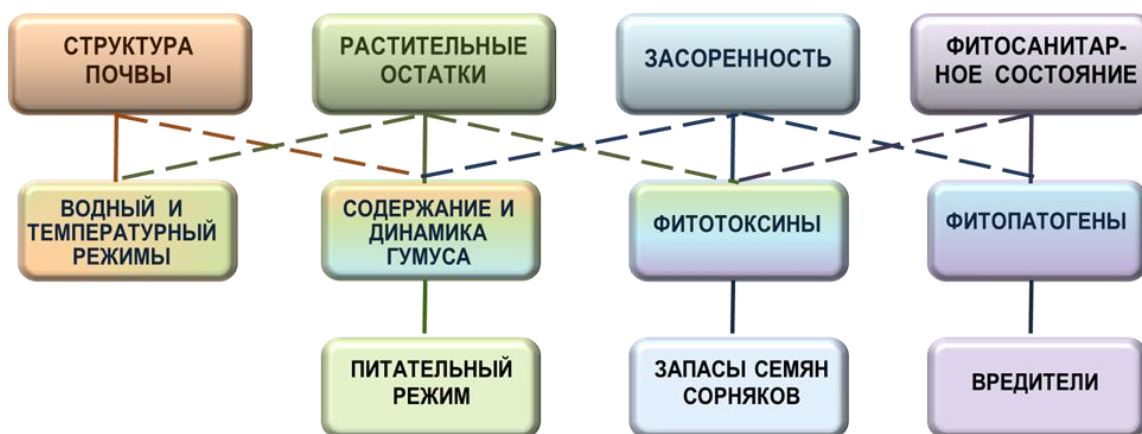 СТРУКТУРА
ПОЧВЫ
РАСТИТЕЛЬНЫЕ
ОСТАТКИ
ЗАСОРЕННОСТЬ
ФИТОСАНИТАР-
НОЕ СОСТОЯНИЕ
ВОДНЫЙ И
ТЕМПЕРАТУРНЫЙ
РЕЖИМЫ
СОДЕРЖАНИЕ И
ДИНАМИКА
ГУМУСА
ФИТОТОКСИНЫ
ФИТОПАТОГЕНЫ
ПИТАТЕЛЬНЫЙ
РЕЖИМ
ЗАПАСЫ СЕМЯН
СОРНЯКОВ
ВРЕДИТЕЛИ